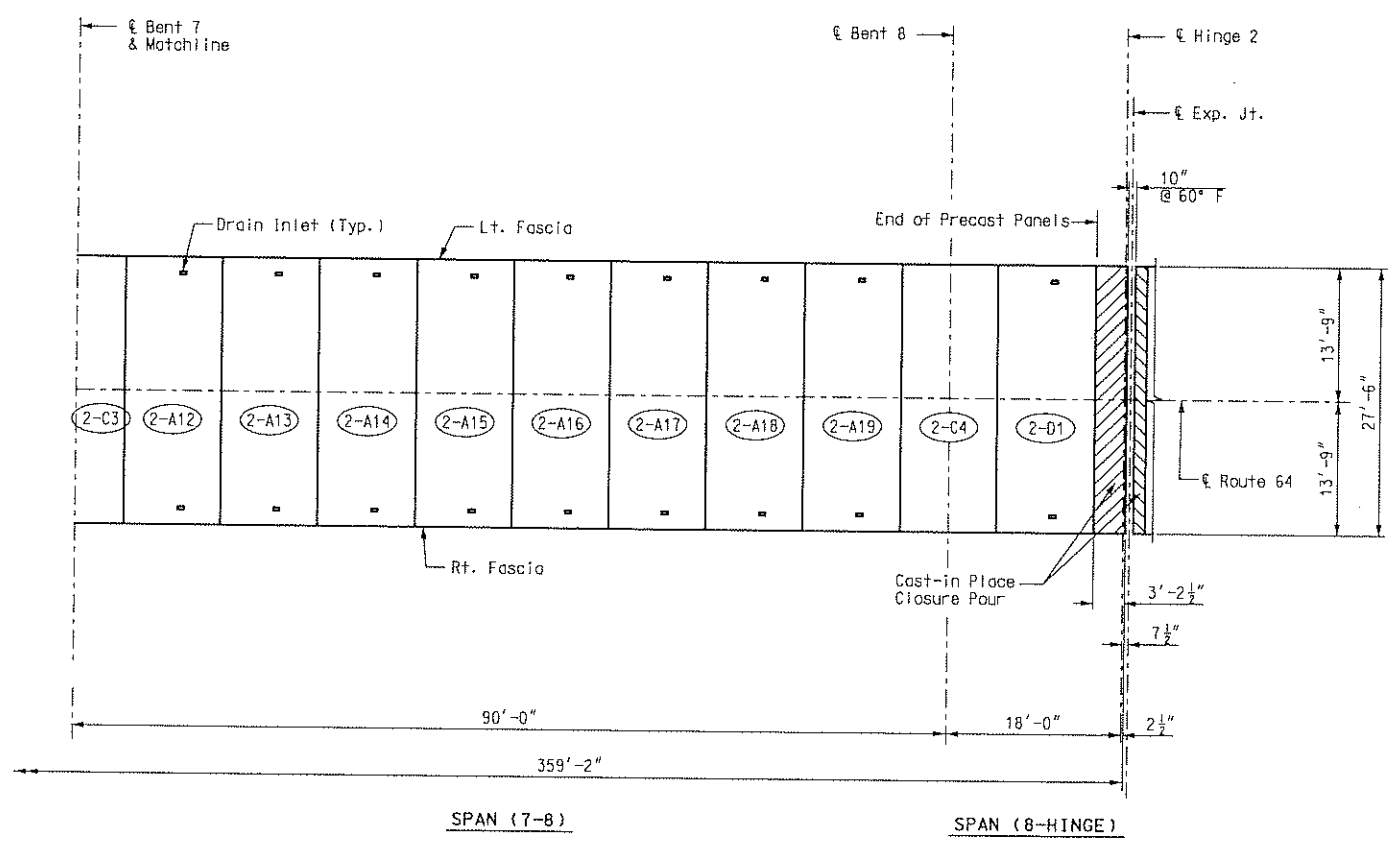 ℄ Bent 7
& Matchline
℄ Bent 8
℄ Hinge 2
℄ Exp. Jt.
10"
@ 60° F
Drain Inlet (Typ.)
Lt. Fascia
End of Precast Panels
13'-9"
27'-6"
13'-9"
2-C3
2-A12
2-A13
2-A14
2-A15
2-A16
2-A17
2-A18
2-A19
2-C4
2-D1
℄ Route 64
Rt. Fascia
Cast-in Place
Closure Pour
3'-2½"
7½"
90'-0"
18'-0"
2½"
359'-2"
SPAN (7-8)
SPAN (8-HINGE)